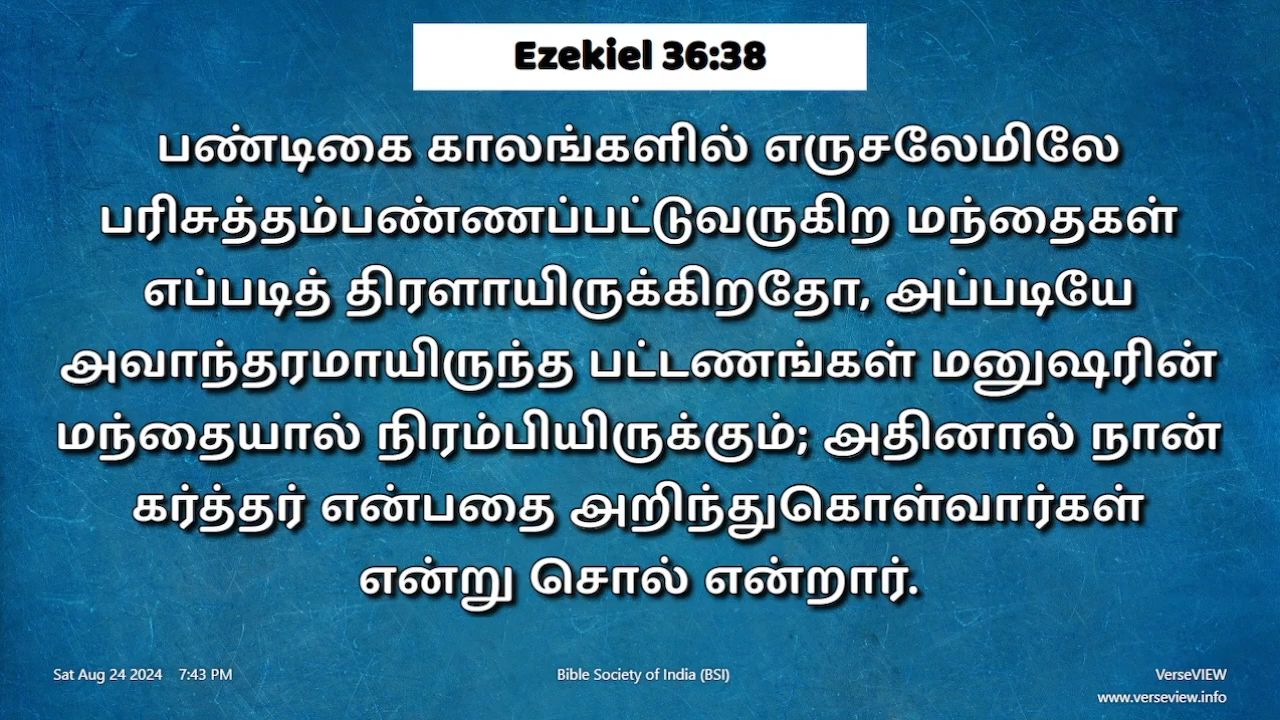 Ezekiel 36:38
பண்டிகை காலங்களில் எருசலேமிலே
பரிசுத்தம்பண்ணப்பட்டுவருகிற மந்தைகள்
எப்படித் திரளாயிருக்கிறதோ, அப்படியே
அவாந்தரமாயிருந்த பட்டணங்கள் மனுஷரின்
மந்தையால் நிரம்பியிருக்கும்; அதினால் நான்
கர்த்தர் என்பதை அறிந்துகொள்வார்கள்
என்று சொல் என்றார்.
Sat Aug 24 2024 7:43 PM
Bible Society of India (BSI)
VerseVIEW
www.verseview.info